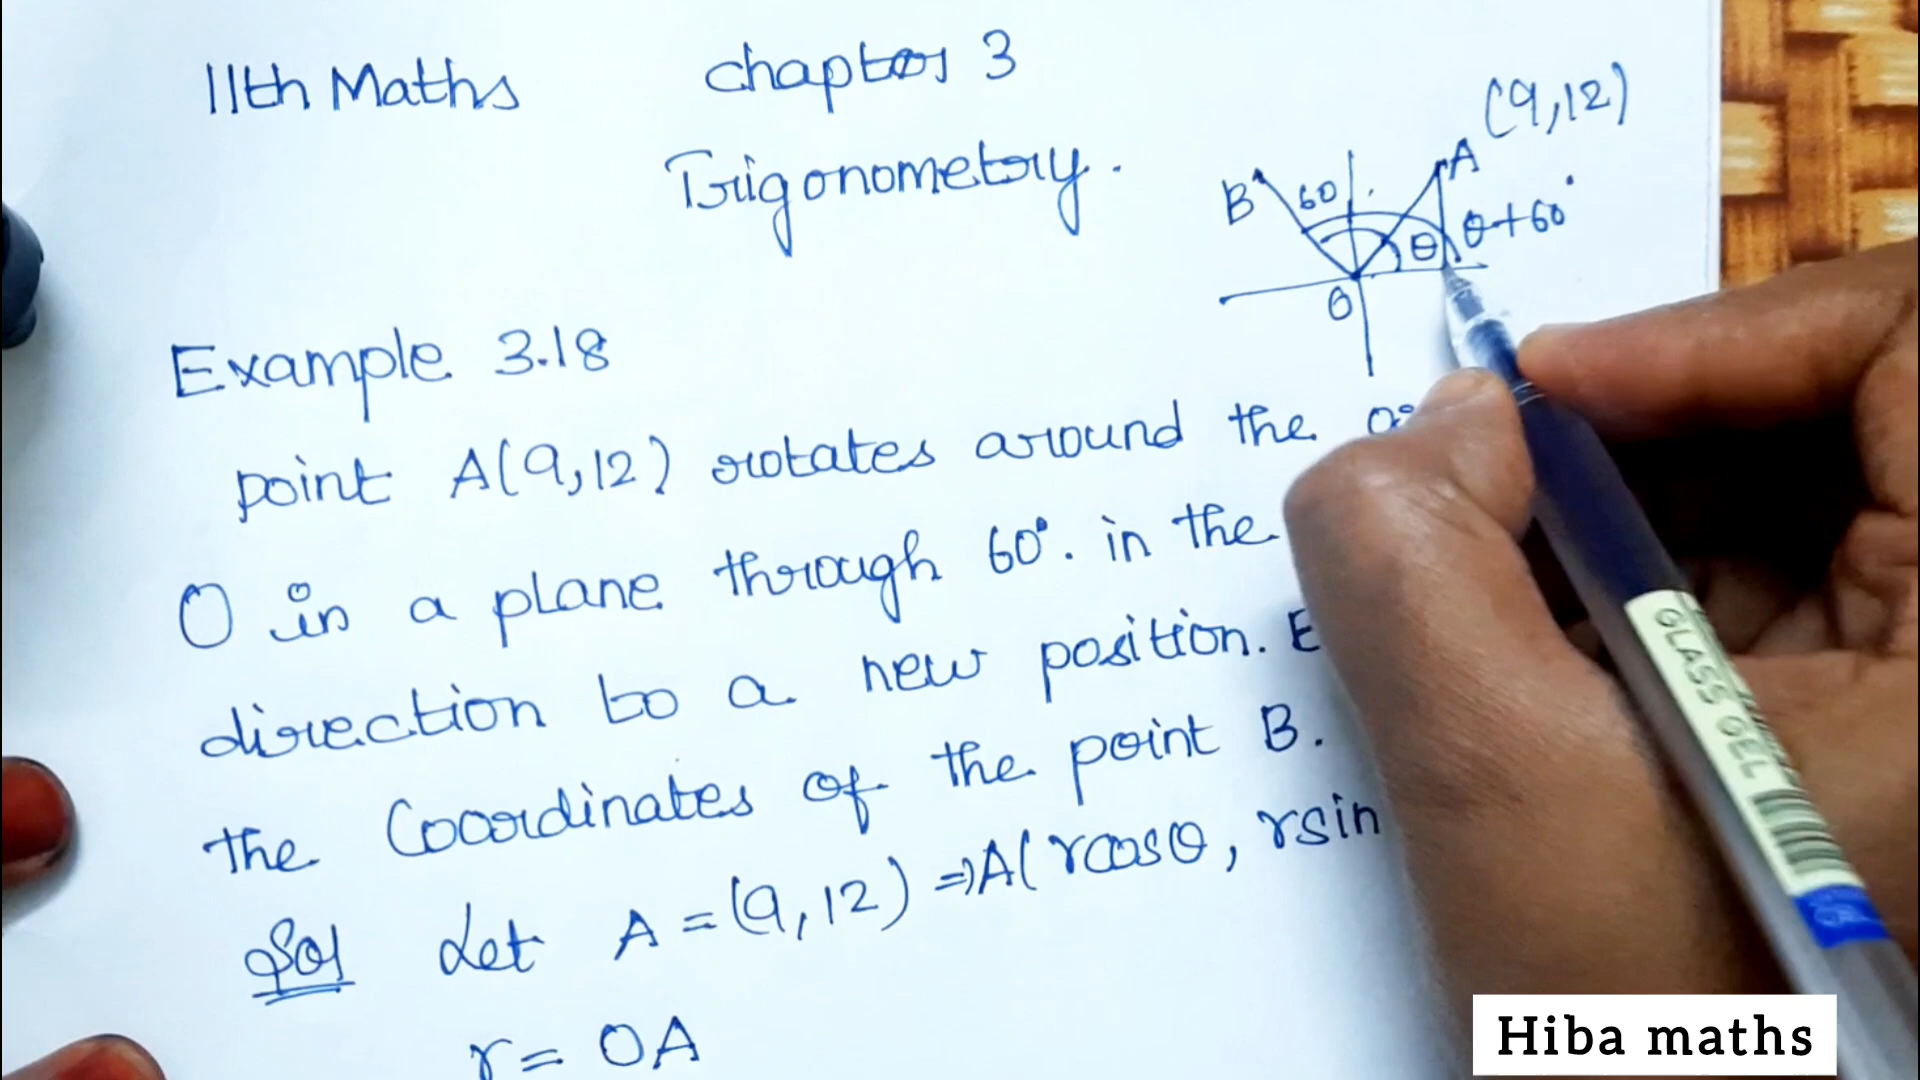 11th Maths chapter 3
Trigonometry.
(9,12)
A
B 60
θ θ+60°
O
Example 3.18
point A(9,12) rotates around the
O in a plane through 60°. in the
direction to a new position.
the Coordinates of the point B.
Sol Let A = (9,12) ⇒ A(rcosθ, rsin
r = OA
GLASS GEL
Hiba maths